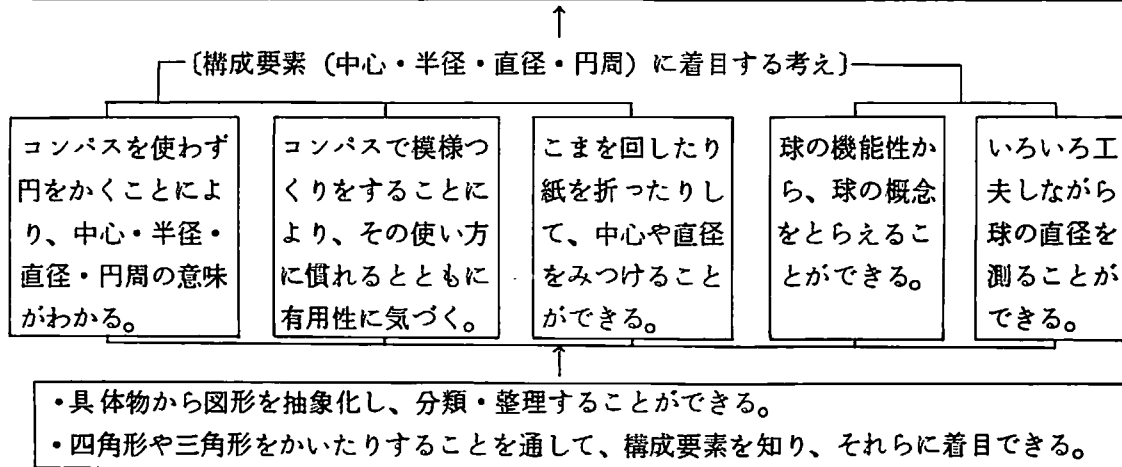 〔構成要素（中心・半径・直径・円周）に着目する考え〕
コンパスを使わず
円をかくことによ
り、中心・半径・
直径・円周の意味
がわかる。
コンパスで模様つ
くりをすることに
より、その使い方
に慣れるとともに
有用性に気づく。
こまを回したり
紙を折ったりし
て、中心や直径
をみつけること
ができる。
球の機能性か
ら、球の概念
をとらえるこ
とができる。
いろいろ工
夫しながら
球の直径を
測ることが
できる。
・具体物から図形を抽象化し、分類・整理することができる。
・四角形や三角形をかいたりすることを通して、構成要素を知り、それらに着目できる。